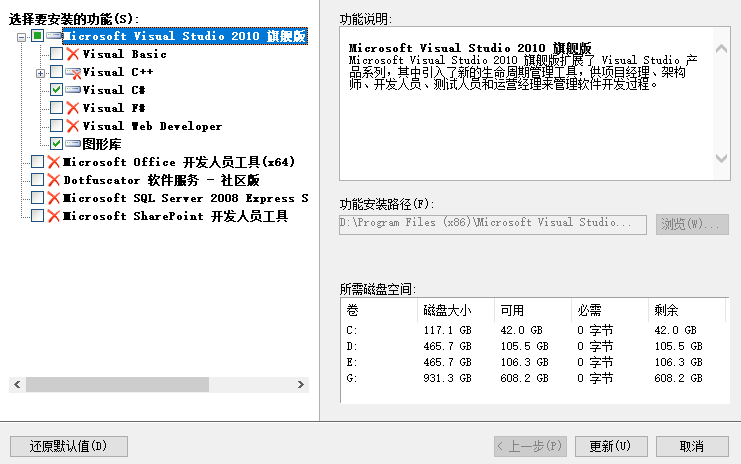 选择要安装的功能(S):
Microsoft Visual Studio 2010 旗舰版
Visual Basic
Visual C++
Visual C#
Visual F#
Visual Web Developer
图形库
Microsoft Office 开发人员工具(x64)
Dotfuscator 软件服务 - 社区版
Microsoft SQL Server 2008 Express S
Microsoft SharePoint 开发人员工具
功能说明:
Microsoft Visual Studio 2010 旗舰版
Microsoft Visual Studio 2010 旗舰版扩展了 Visual Studio 产
品系列，其中引入了新的生命周期管理工具，供项目经理、架构
师、开发人员、测试人员和运营经理来管理软件开发过程。
功能安装路径(F):
D:\Program Files (x86)\Microsoft Visual Studio...
浏览(W)...
所需磁盘空间:
卷 磁盘大小 可用 必需 剩余
C: 117.1 GB 42.0 GB 0 字节 42.0 GB
D: 465.7 GB 105.5 GB 0 字节 105.5 GB
E: 465.7 GB 106.3 GB 0 字节 106.3 GB
G: 931.3 GB 608.2 GB 0 字节 608.2 GB
还原默认值(D)
< 上一步(P)
更新(U)
取消